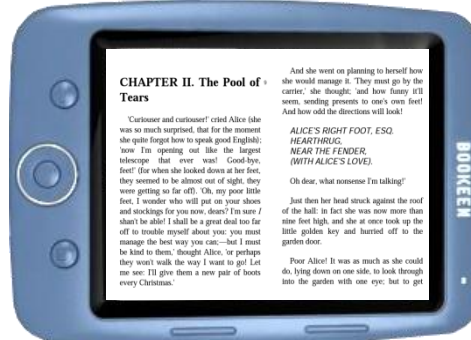 CHAPTER II. The Pool of
Tears
'Curiouser and curiouser!' cried Alice (she
was so much surprised, that for the moment
she quite forgot how to speak good English);
'now I'm opening out like the largest
telescope that ever was! Good-bye,
feet!' (for when she looked down at her feet,
they seemed to be almost out of sight, they
were getting so far off). 'Oh, my poor little
feet, I wonder who will put on your shoes
and stockings for you now, dears? I'm sure I
shan't be able! I shall be a great deal too far
off to trouble myself about you: you must
manage the best way you can;—but I must
be kind to them,' thought Alice, 'or perhaps
they won't walk the way I want to go! Let
me see: I'll give them a new pair of boots
every Christmas.'
And she went on planning to herself how
she would manage it. 'They must go by the
carrier,' she thought; 'and how funny it'll
seem, sending presents to one's own feet!
And how odd the directions will look!
ALICE'S RIGHT FOOT, ESQ.
HEARTHRUG,
NEAR THE FENDER,
(WITH ALICE'S LOVE).
Oh dear, what nonsense I'm talking!'
Just then her head struck against the roof
of the hall: in fact she was now more than
nine feet high, and she at once took up the
little golden key and hurried off to the
garden door.
Poor Alice! It was as much as she could
do, lying down on one side, to look through
into the garden with one eye; but to get
BOOKEEN